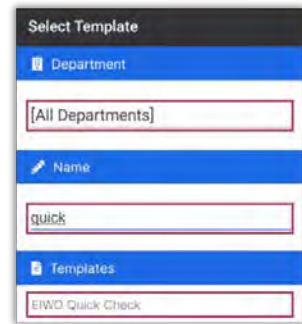 Select Template
Department
[All Departments]
Name
quick
Templates
EIWO Quick Check